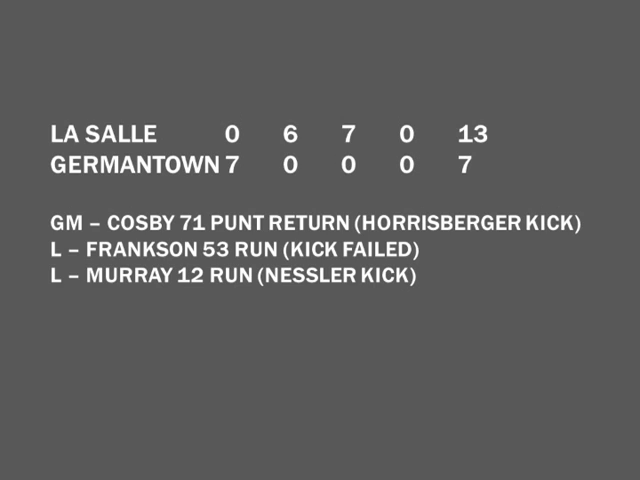 LA SALLE 0 6 7 0 13
GERMANTOWN 7 0 0 0 7
GM – COSBY 71 PUNT RETURN (HORRISBERGER KICK)
L – FRANKSON 53 RUN (KICK FAILED)
L – MURRAY 12 RUN (NESSLER KICK)